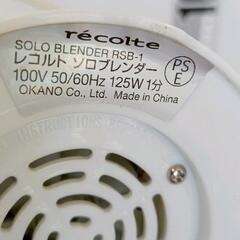 récolte
SOLO BLENDER RSB-1
レコルト ソロブレンダー
100V 50/60Hz 125W 1分
OKANO Co., Ltd. Made in China
PS
E